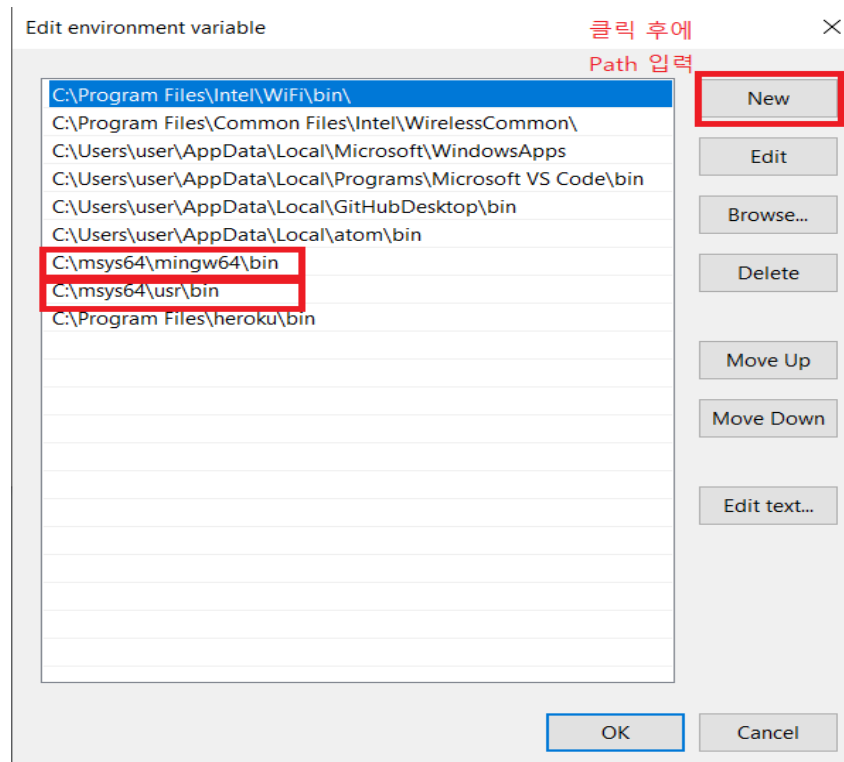 Edit environment variable
클릭 후에
Path 입력
C:\Program Files\Intel\WiFi\bin\
C:\Program Files\Common Files\Intel\WirelessCommon\
C:\Users\user\AppData\Local\Microsoft\WindowsApps
C:\Users\user\AppData\Local\Programs\Microsoft VS Code\bin
C:\Users\user\AppData\Local\GitHubDesktop\bin
C:\Users\user\AppData\Local\atom\bin
C:\msys64\mingw64\bin
C:\msys64\usr\bin
C:\Program Files\heroku\bin
New
Edit
Browse...
Delete
Move Up
Move Down
Edit text...
OK
Cancel